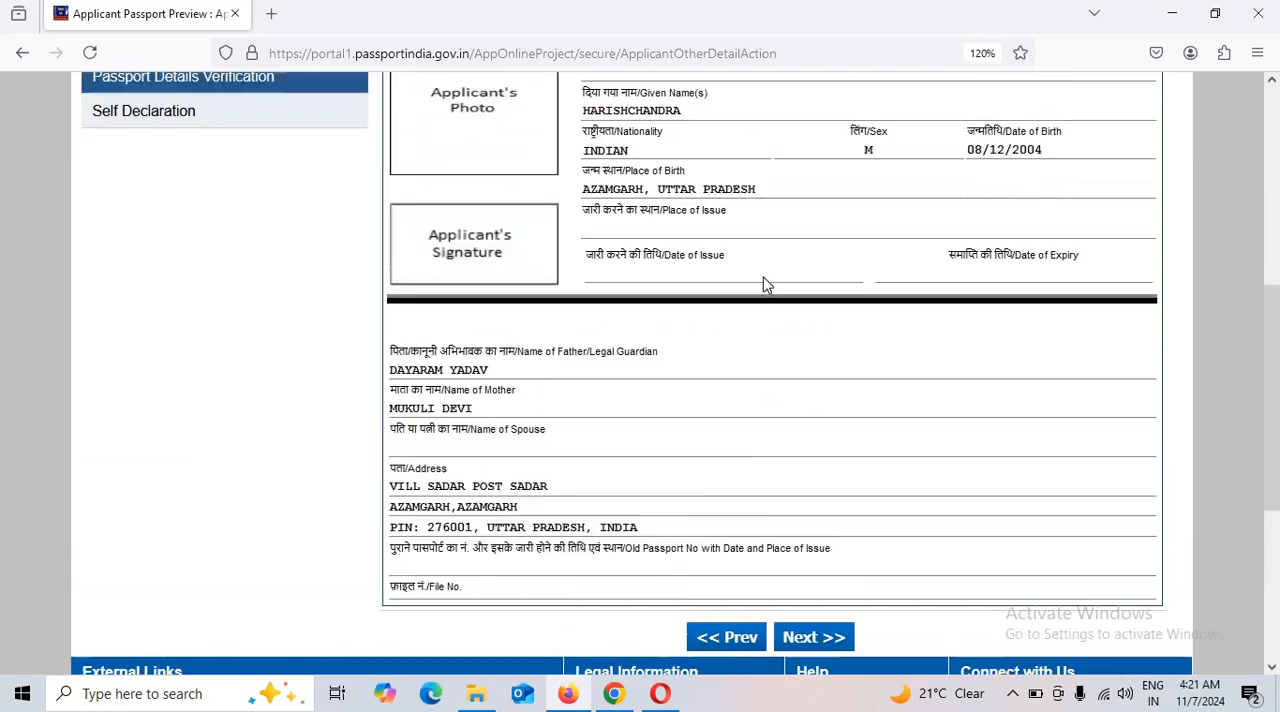 Applicant Passport Preview : Ap
https://portal1.passportindia.gov.in/AppOnlineProject/secure/ApplicantOtherDetailAction
120%
Passport Details Verification
Self Declaration
Applicant's
Photo
दिया गया नाम/Given Name(s)
HARISHCHANDRA
राष्ट्रीयता/Nationality लिंग/Sex जन्मतिथि/Date of Birth
INDIAN M 08/12/2004
जन्म स्थान/Place of Birth
AZAMGARH, UTTAR PRADESH
जारी करने का स्थान/Place of Issue
Applicant's
Signature
जारी करने की तिथि/Date of Issue समाप्ति की तिथि/Date of Expiry
पिता/कानूनी अभिभावक का नाम/Name of Father/Legal Guardian
DAYARAM YADAV
माता का नाम/Name of Mother
MUKULI DEVI
पति या पत्नी का नाम/Name of Spouse
पता/Address
VILL SADAR POST SADAR
AZAMGARH,AZAMGARH
PIN: 276001, UTTAR PRADESH, INDIA
पुराने पासपोर्ट का नं. और इसके जारी होने की तिथि एवं स्थान/Old Passport No with Date and Place of Issue
फ़ाइल नं./File No.
<< Prev Next >>
Activate Windows
Go to Settings to activate Windows.
External Links Legal Information Help Connect with Us
Type here to search
21°C Clear
ENG
IN
4:21 AM
11/7/2024
2